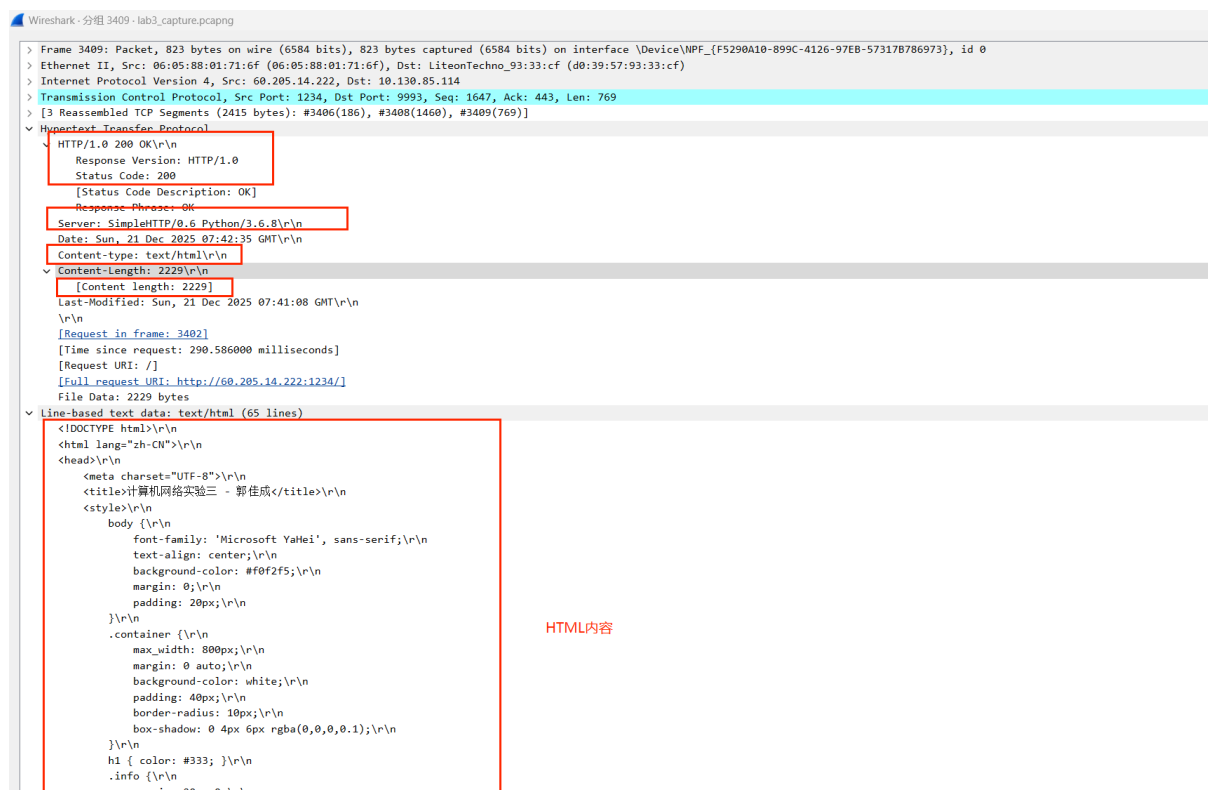 Wireshark · 分组 3409 · lab3_capture.pcapng
> Frame 3409: Packet, 823 bytes on wire (6584 bits), 823 bytes captured (6584 bits) on interface \Device\NPF_{F5290A10-899C-4126-97EB-57317B786973}, id 0
> Ethernet II, Src: 06:05:88:01:71:6f (06:05:88:01:71:6f), Dst: LiteonTechno_93:33:cf (d0:39:57:93:33:cf)
> Internet Protocol Version 4, Src: 60.205.14.222, Dst: 10.130.85.114
> Transmission Control Protocol, Src Port: 1234, Dst Port: 9993, Seq: 1647, Ack: 443, Len: 769
> [3 Reassembled TCP Segments (2415 bytes): #3406(186), #3408(1460), #3409(769)]
Hypertext Transfer Protocol
HTTP/1.0 200 OK\r\n
Response Version: HTTP/1.0
Status Code: 200
[Status Code Description: OK]
Response Phrase: OK
Server: SimpleHTTP/0.6 Python/3.6.8\r\n
Date: Sun, 21 Dec 2025 07:42:35 GMT\r\n
Content-type: text/html\r\n
Content-Length: 2229\r\n
[Content length: 2229]
Last-Modified: Sun, 21 Dec 2025 07:41:08 GMT\r\n
\r\n
[Request in frame: 3402]
[Time since request: 290.586000 milliseconds]
[Request URI: /]
[Full request URI: http://60.205.14.222:1234/]
File Data: 2229 bytes
Line-based text data: text/html (65 lines)
<!DOCTYPE html>\r\n
<html lang="zh-CN">\r\n
<head>\r\n
<meta charset="UTF-8">\r\n
<title>计算机网络实验三 - 郭佳成</title>\r\n
<style>\r\n
body {\r\n
font-family: 'Microsoft YaHei', sans-serif;\r\n
text-align: center;\r\n
background-color: #f0f2f5;\r\n
margin: 0;\r\n
padding: 20px;\r\n
}\r\n
HTML内容
.container {\r\n
max_width: 800px;\r\n
margin: 0 auto;\r\n
background-color: white;\r\n
padding: 40px;\r\n
border-radius: 10px;\r\n
box-shadow: 0 4px 6px rgba(0,0,0,0.1);\r\n
}\r\n
h1 { color: #333; }\r\n
.info {\r\n